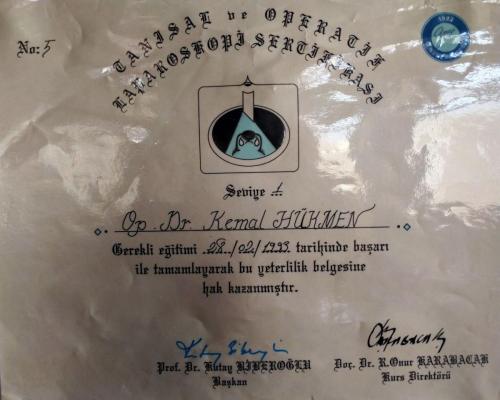 No: 5
TANISAL ve OPERATİF
LAPAROSKOPİ SERTİFİKASI
1993
Seviye 1
Op. Dr. Kemal HÜKMEN
Gerekli eğitimi 28./02/1993 tarihinde başarı
ile tamamlayarak bu yeterlilik belgesine
hak kazanmıştır.
Prof. Dr. Kutay BİBEROĞLU
Başkan
Doç. Dr. R.Onur KARABACAK
Kurs Direktörü